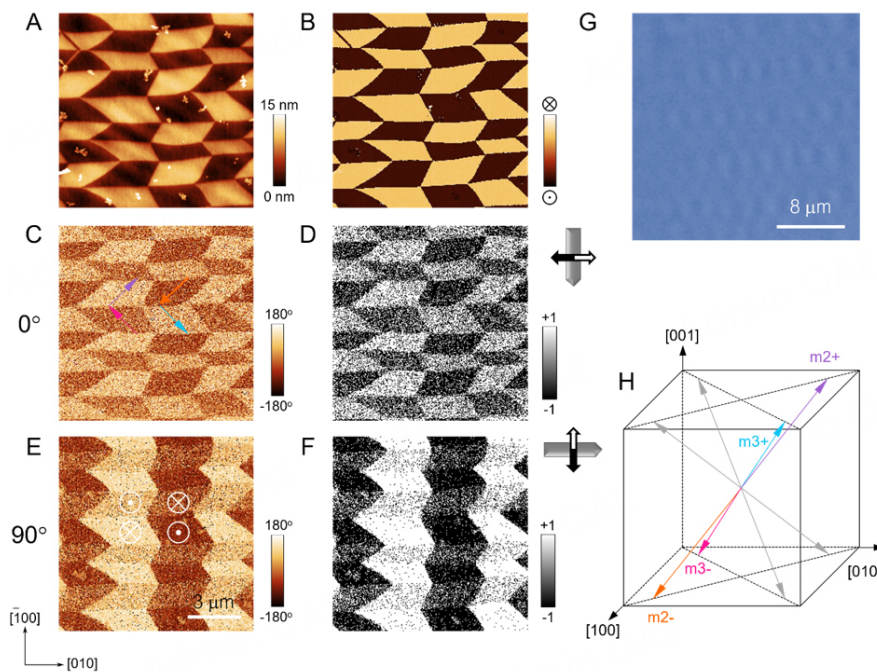 A
B
G
15 nm
0 nm
⊗
⊙
8 μm
C
D
0°
180°
-180°
+1
-1
E
F
90°
180°
-180°
+1
-1
3 μm
[1̄00]
[010]
H
[001]
m2+
m3+
m3-
m2-
[010]
[100]